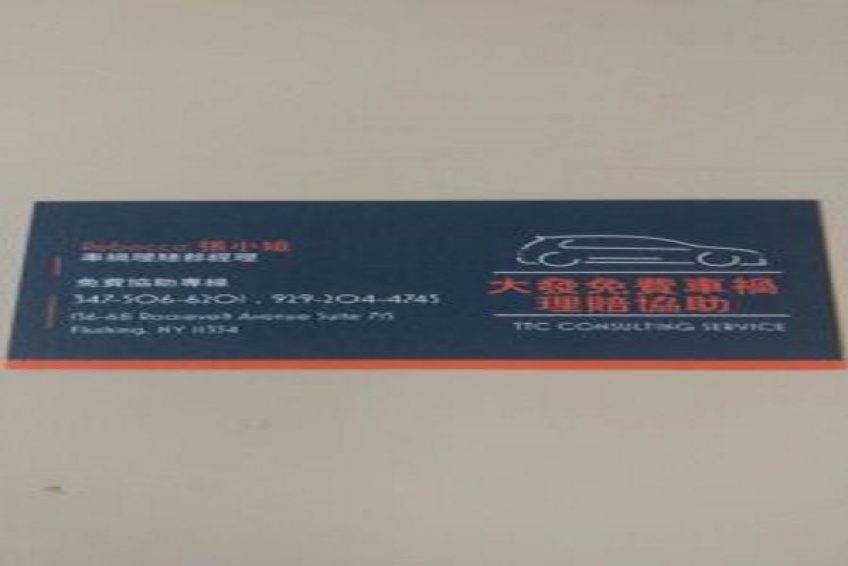 Rebecca 張小姐
車禍理賠部經理
免費協助專線
347-506-6201 , 929-204-4745
136-68 Roosevelt Avenue Suite 7F1
Flushing, NY 11354
大發免費車禍
理賠協助
TTC CONSULTING SERVICE